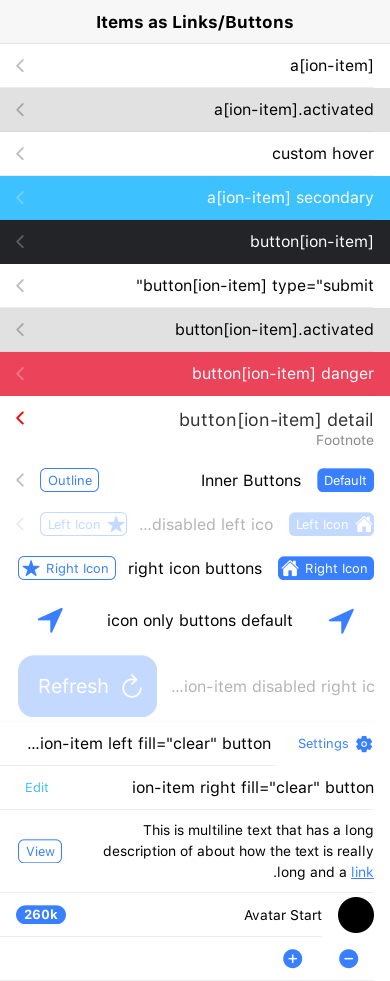 Items as Links/Buttons
a[ion-item]
a[ion-item].activated
custom hover
a[ion-item] secondary
button[ion-item]
"button[ion-item] type="submit
button[ion-item].activated
button[ion-item] danger
button[ion-item] detail
Footnote
Default Inner Buttons Outline
Left Icon ...disabled left ico Left Icon
Right Icon right icon buttons Right Icon
icon only buttons default
...ion-item disabled right ic Refresh
Settings ...ion-item left fill="clear" button
ion-item right fill="clear" button Edit
This is multiline text that has a long
description of about how the text is really View
.long and a link
Avatar Start 260k